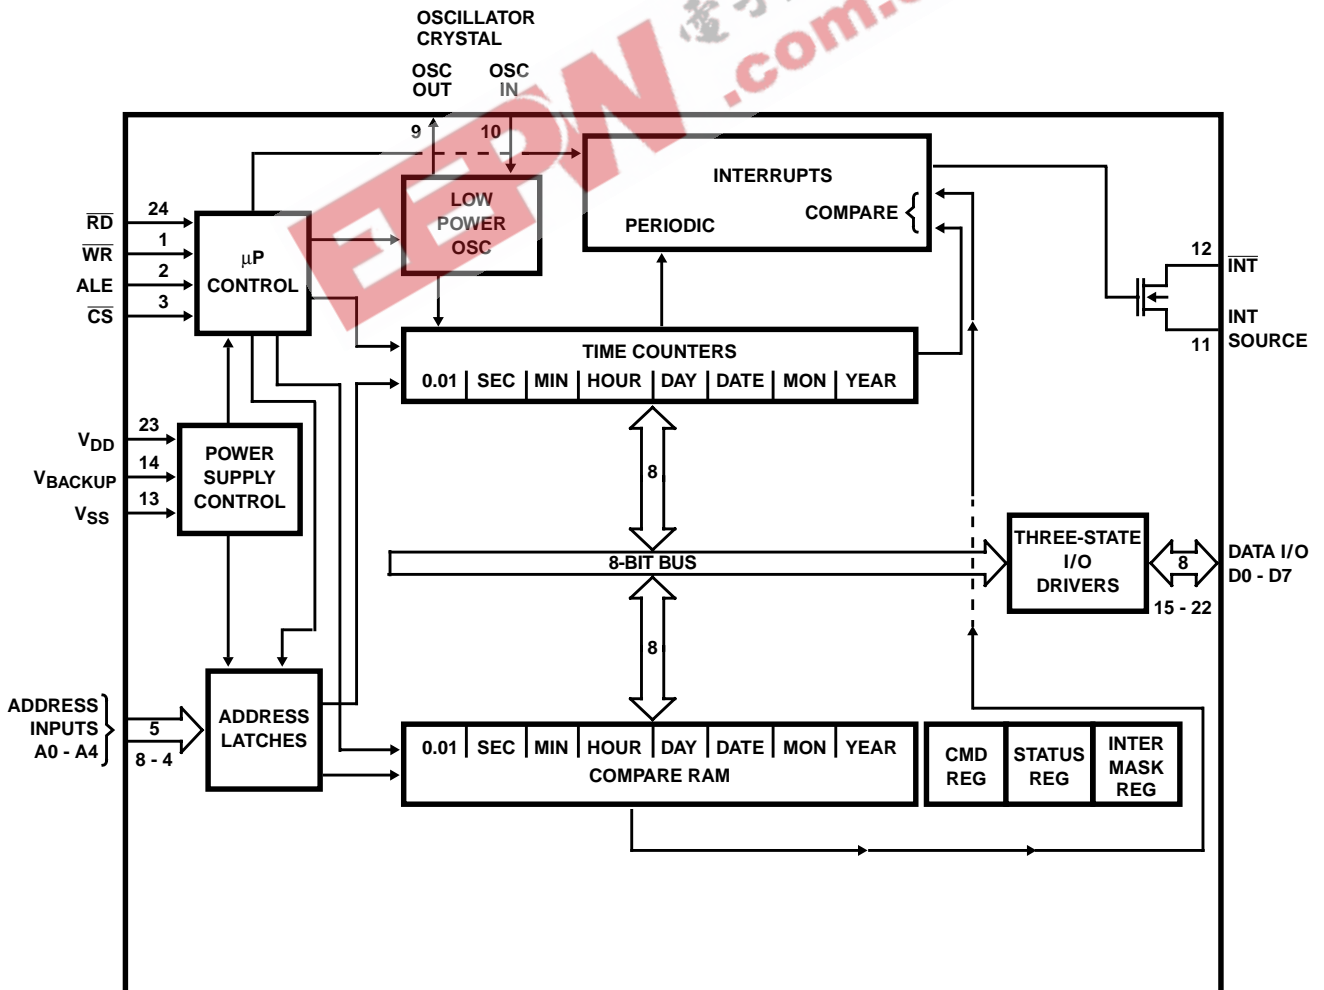 OSCILLATOR
CRYSTAL
OSC
OUT
OSC
IN
9
10
EEPW
.com.c
INTERRUPTS
PERIODIC
COMPARE
LOW
POWER
OSC
RD
24
WR
1
ALE
2
CS
3
μP
CONTROL
12
INT
INT
SOURCE
11
TIME COUNTERS
0.01 SEC MIN HOUR DAY DATE MON YEAR
VDD
23
VBACKUP
14
VSS
13
POWER
SUPPLY
CONTROL
8
8-BIT BUS
THREE-STATE
I/O
DRIVERS
8
DATA I/O
D0 - D7
15 - 22
8
ADDRESS
INPUTS
A0 - A4
5
8 - 4
ADDRESS
LATCHES
0.01 SEC MIN HOUR DAY DATE MON YEAR
COMPARE RAM
CMD
REG
STATUS
REG
INTER
MASK
REG